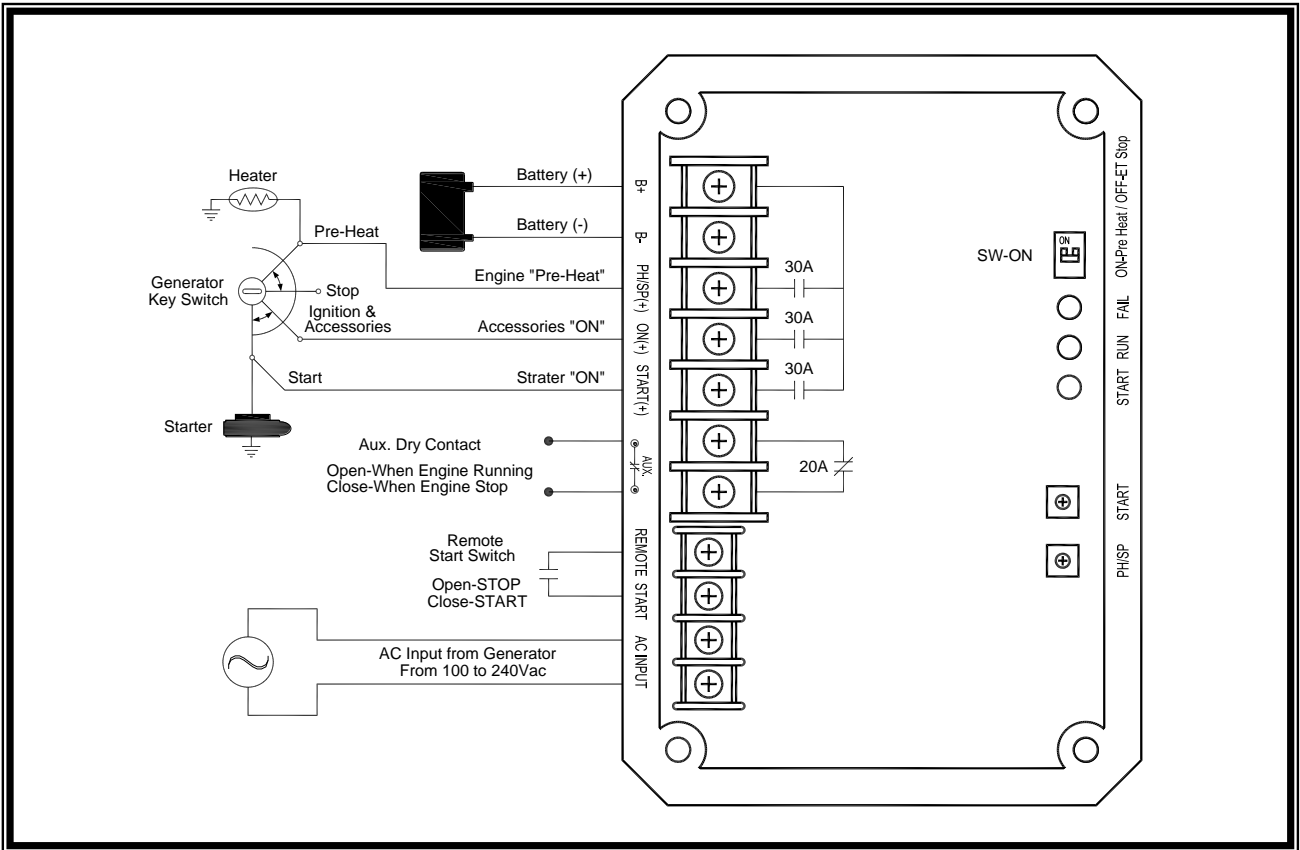 Heater
Pre-Heat
Generator
Key Switch
Stop
Ignition &
Accessories
Start
Starter
Battery (+)
Battery (-)
Engine "Pre-Heat"
Accessories "ON"
Strater "ON"
Aux. Dry Contact
Open-When Engine Running
Close-When Engine Stop
Remote
Start Switch
Open-STOP
Close-START
AC Input from Generator
From 100 to 240Vac
B+
B-
PH/SP(+)
ON(+)
START(+)
AUX.
REMOTE START
AC INPUT
30A
30A
30A
20A
SW-ON
ON
ON-Pre Heat / OFF-ET Stop
FAIL
RUN
START
START
PH/SP